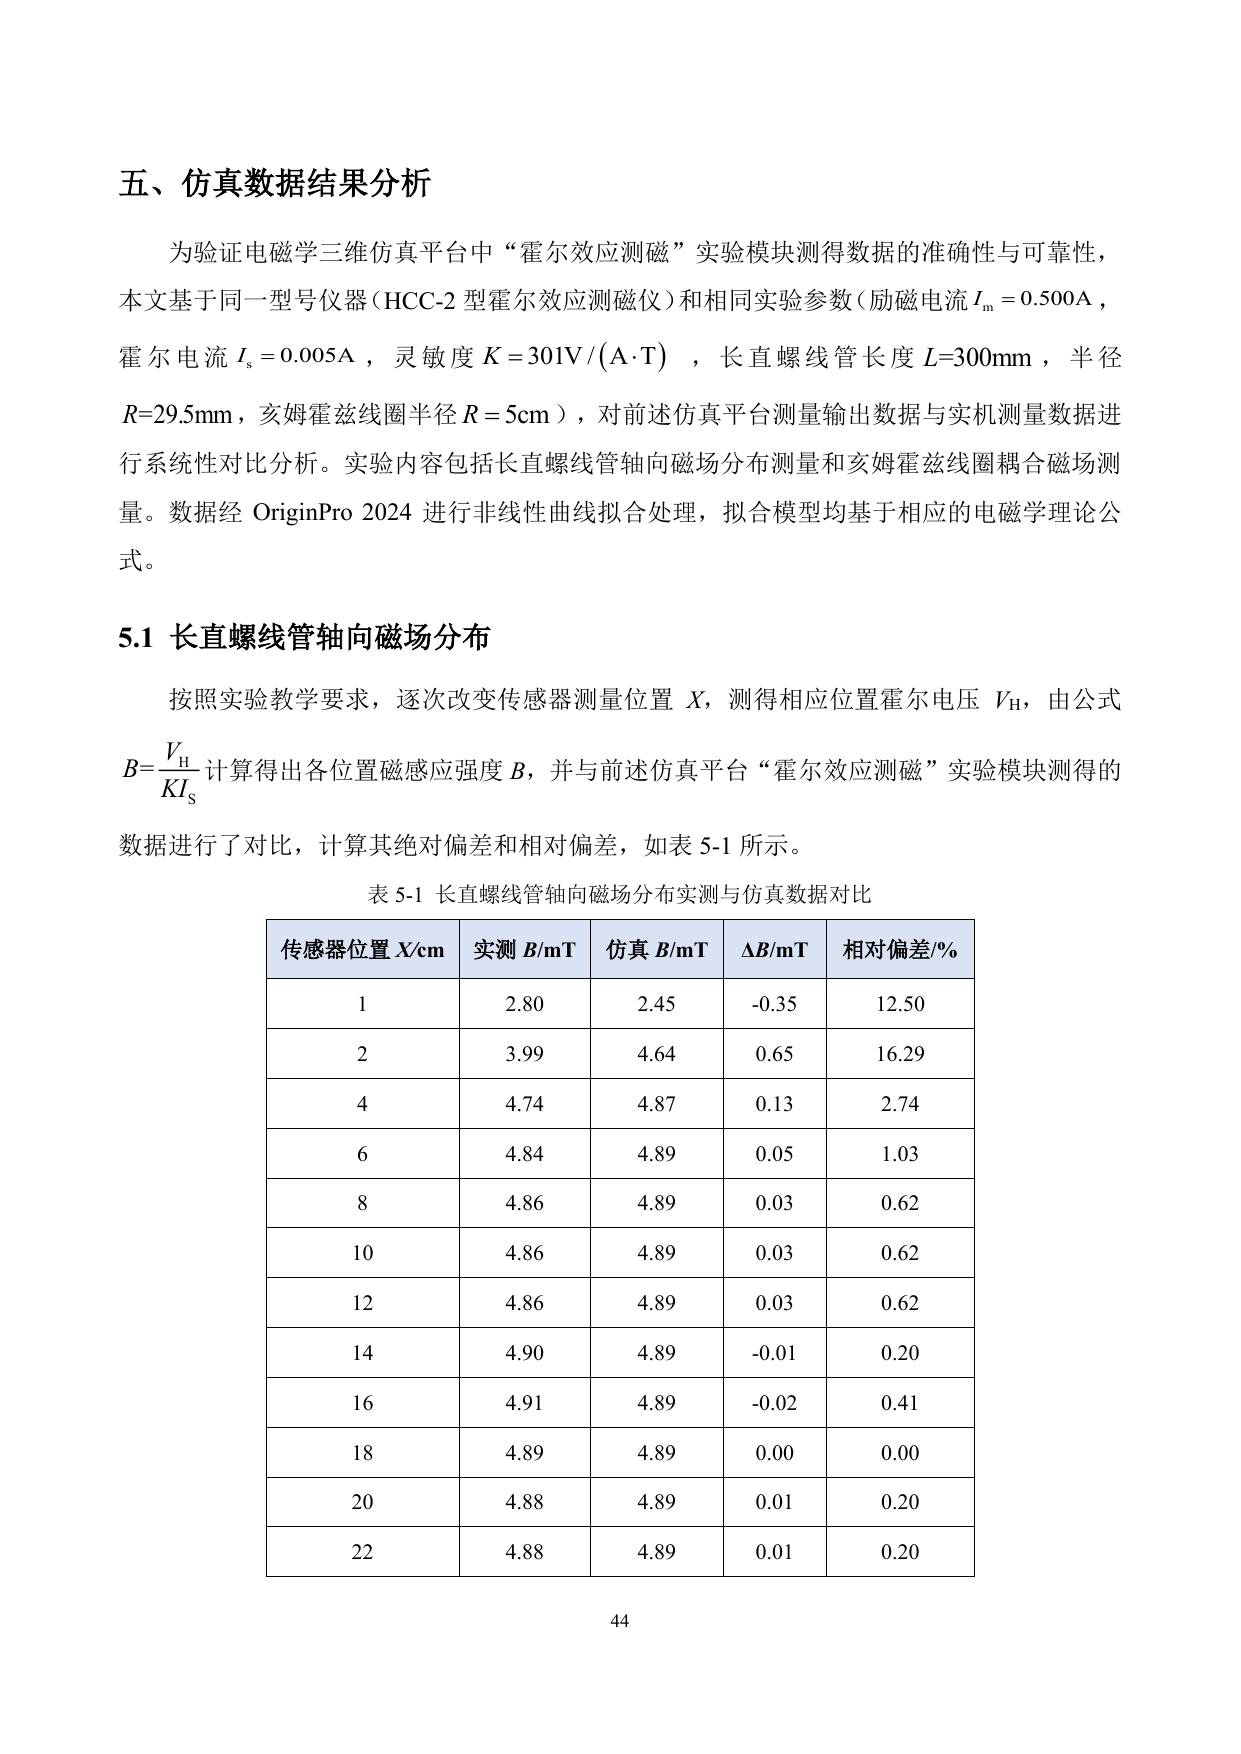 五、仿真数据结果分析
为验证电磁学三维仿真平台中“霍尔效应测磁”实验模块测得数据的准确性与可靠性，
本文基于同一型号仪器（HCC-2 型霍尔效应测磁仪）和相同实验参数（励磁电流 Im = 0.500A，
霍尔电流 Is = 0.005A，灵敏度 K = 301V/(A·T) ，长直螺线管长度 L=300mm，半径
R=29.5mm，亥姆霍兹线圈半径 R = 5cm），对前述仿真平台测量输出数据与实机测量数据进
行系统性对比分析。实验内容包括长直螺线管轴向磁场分布测量和亥姆霍兹线圈耦合磁场测
量。数据经 OriginPro 2024 进行非线性曲线拟合处理，拟合模型均基于相应的电磁学理论公
式。
5.1 长直螺线管轴向磁场分布
按照实验教学要求，逐次改变传感器测量位置 X，测得相应位置霍尔电压 VH，由公式
B=VH/KIS 计算得出各位置磁感应强度 B，并与前述仿真平台“霍尔效应测磁”实验模块测得的
数据进行了对比，计算其绝对偏差和相对偏差，如表 5-1 所示。
表 5-1 长直螺线管轴向磁场分布实测与仿真数据对比
传感器位置 X/cm 实测 B/mT 仿真 B/mT ΔB/mT 相对偏差/%
1 2.80 2.45 -0.35 12.50
2 3.99 4.64 0.65 16.29
4 4.74 4.87 0.13 2.74
6 4.84 4.89 0.05 1.03
8 4.86 4.89 0.03 0.62
10 4.86 4.89 0.03 0.62
12 4.86 4.89 0.03 0.62
14 4.90 4.89 -0.01 0.20
16 4.91 4.89 -0.02 0.41
18 4.89 4.89 0.00 0.00
20 4.88 4.89 0.01 0.20
22 4.88 4.89 0.01 0.20
44